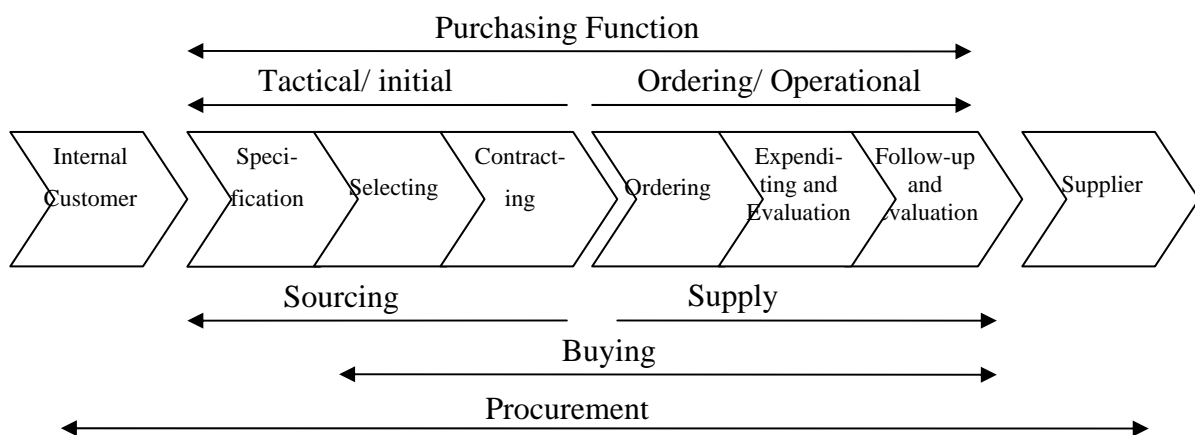 Purchasing Function
Tactical/ initial
Ordering/ Operational
Internal
Customer
Speci-
fication
Selecting
Contract-
ing
Ordering
Expendi-
ting and
Evaluation
Follow-up
and
evaluation
Supplier
Sourcing
Supply
Buying
Procurement